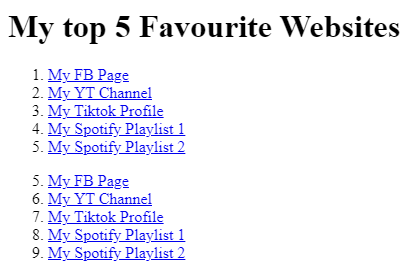 My top 5 Favourite Websites
1. My FB Page
2. My YT Channel
3. My Tiktok Profile
4. My Spotify Playlist 1
5. My Spotify Playlist 2
5. My FB Page
6. My YT Channel
7. My Tiktok Profile
8. My Spotify Playlist 1
9. My Spotify Playlist 2